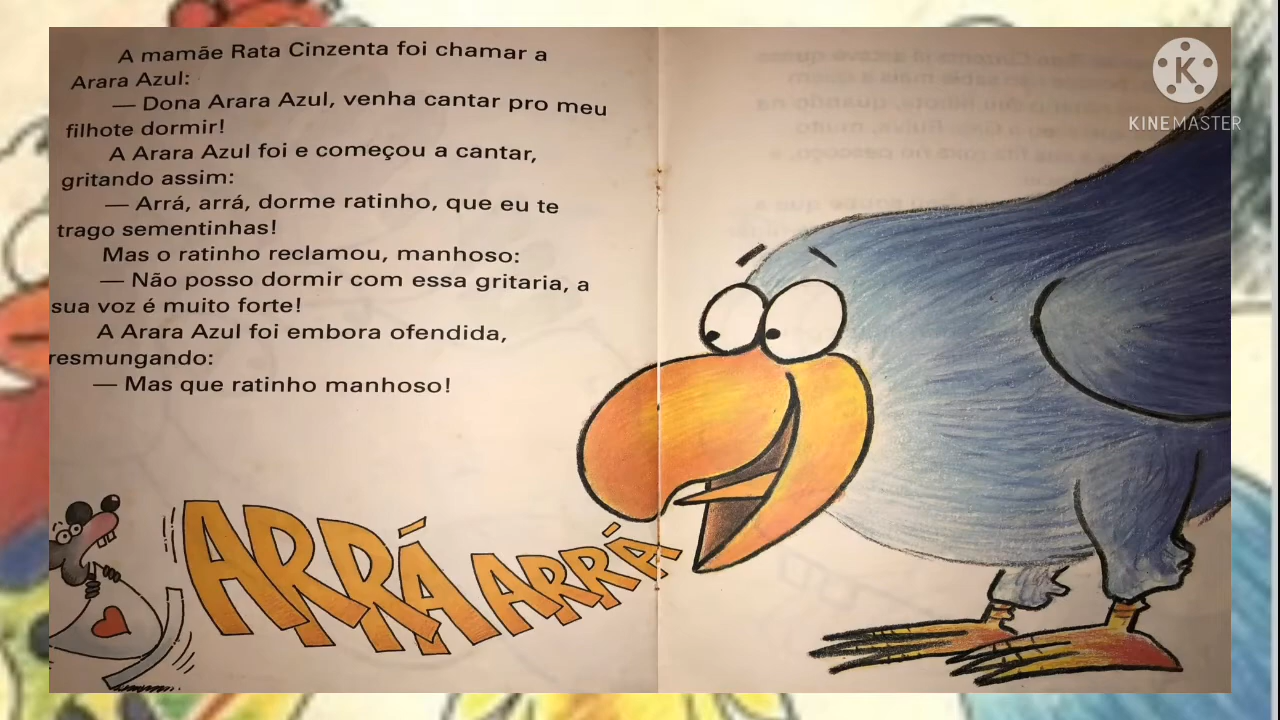 A mamãe Rata Cinzenta foi chamar a
Arara Azul:
— Dona Arara Azul, venha cantar pro meu
filhote dormir!
A Arara Azul foi e começou a cantar,
gritando assim:
— Arrá, arrá, dorme ratinho, que eu te
trago sementinhas!
Mas o ratinho reclamou, manhoso:
— Não posso dormir com essa gritaria, a
sua voz é muito forte!
A Arara Azul foi embora ofendida,
resmungando:
— Mas que ratinho manhoso!
ARRÁ ARRÁ
K
KINEMASTER